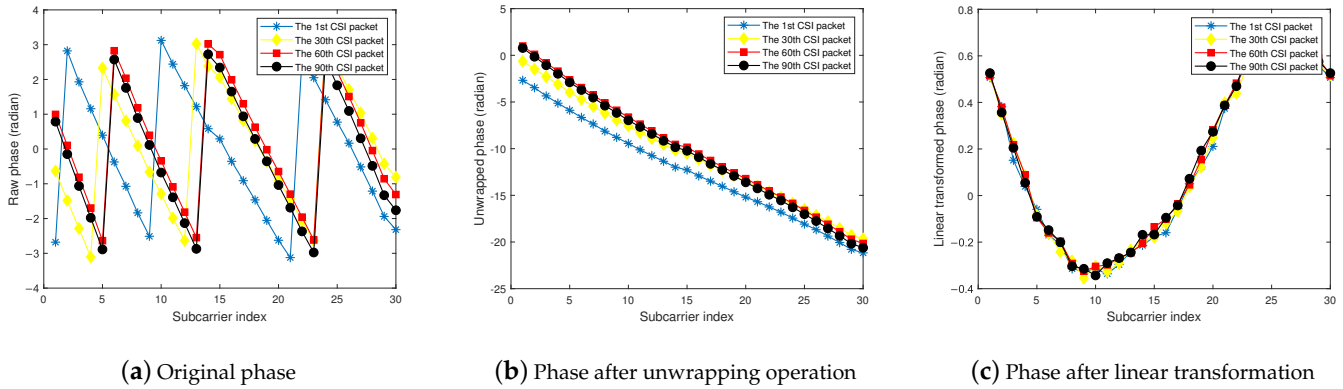 4
3
2
1
0
−1
−2
−3
−4
Raw phase (radian)
0 5 10 15 20 25 30
Subcarrier index
The 1st CSI packet
The 30th CSI packet
The 60th CSI packet
The 90th CSI packet
(a) Original phase
5
0
-5
-10
-15
-20
-25
Unwrapped phase (radian)
0 5 10 15 20 25 30
Subcarrier index
The 1st CSI packet
The 30th CSI packet
The 60th CSI packet
The 90th CSI packet
(b) Phase after unwrapping operation
0.8
0.6
0.4
0.2
0
−0.2
−0.4
Linear transformed phase (radian)
0 5 10 15 20 25 30
Subcarrier index
The 1st CSI packet
The 30th CSI packet
The 60th CSI packet
The 90th CSI packet
(c) Phase after linear transformation